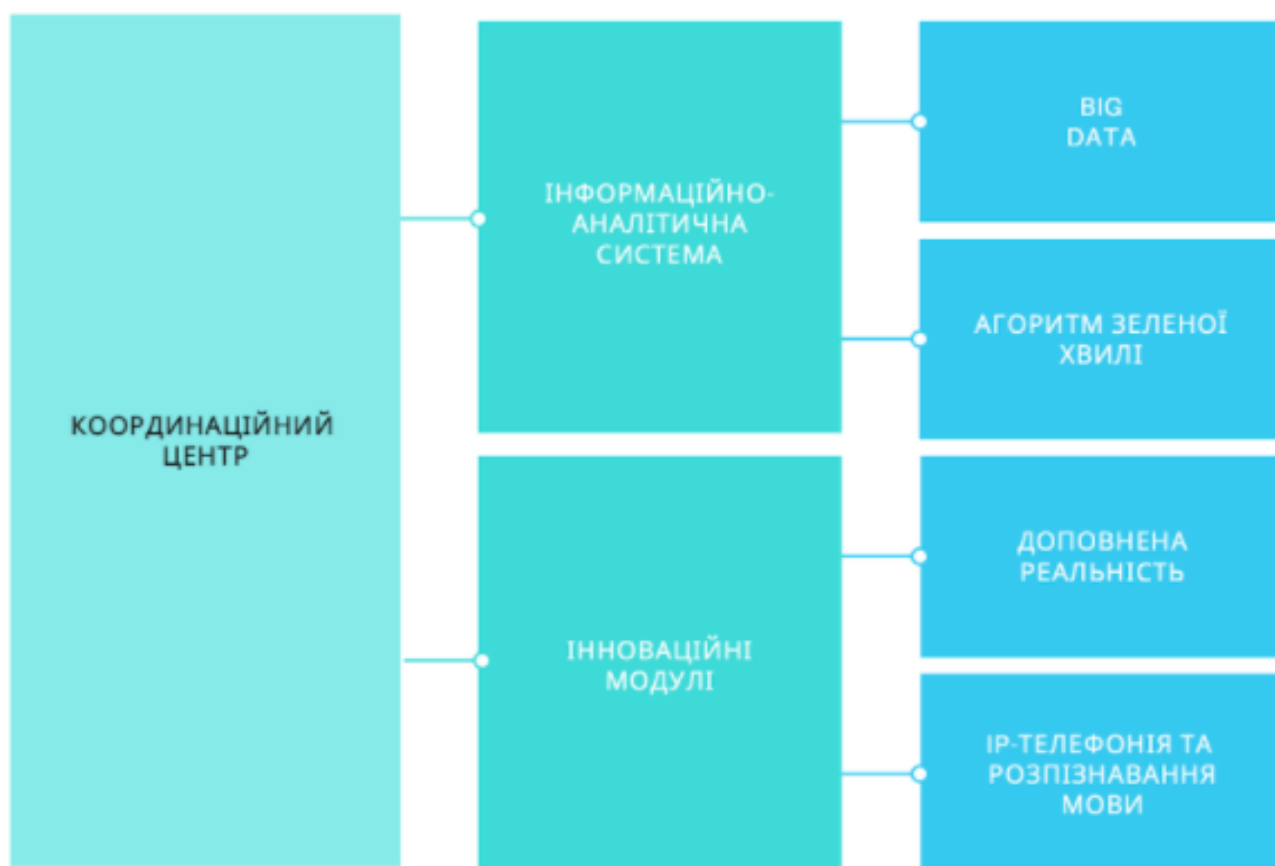 КООРДИНАЦІЙНИЙ
ЦЕНТР
ІНФОРМАЦІЙНО-
АНАЛІТИЧНА
СИСТЕМА
ІННОВАЦІЙНІ
МОДУЛІ
BIG
DATA
АГОРИТМ ЗЕЛЕНОЇ
ХВИЛІ
ДОПОВНЕНА
РЕАЛЬНІСТЬ
IP-ТЕЛЕФОНІЯ ТА
РОЗПІЗНАВАННЯ
МОВИ